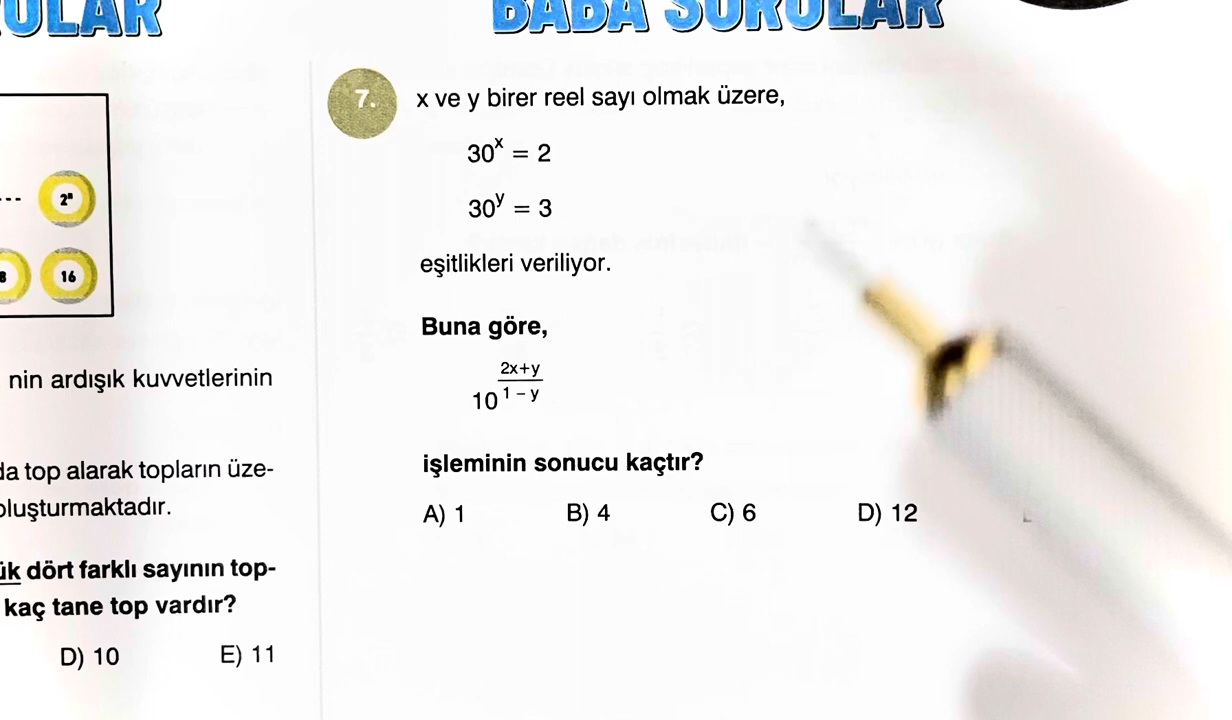 BABA SORULAR
2ⁿ
16
nin ardışık kuvvetlerinin
da top alarak topların üze-
oluşturmaktadır.
dört farklı sayının top-
kaç tane top vardır?
D) 10 E) 11
7. x ve y birer reel sayı olmak üzere,
30ˣ = 2
30ʸ = 3
eşitlikleri veriliyor.
Buna göre,
2x+y
10 1 - y
işleminin sonucu kaçtır?
A) 1 B) 4 C) 6 D) 12